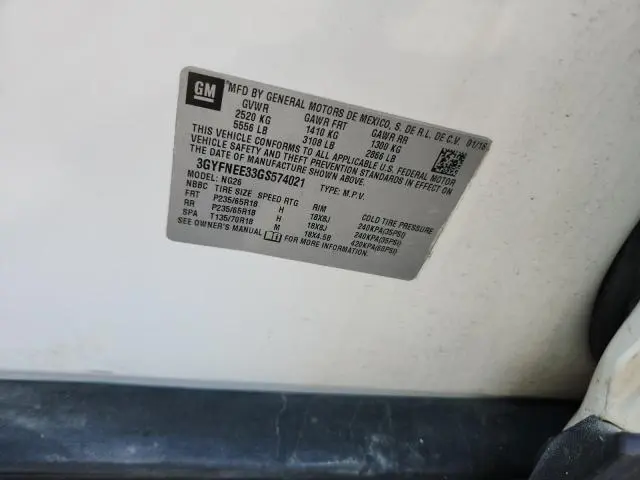 GM
MFD BY GENERAL MOTORS DE MEXICO, S. DE R.L. DE C.V. 01/16
GVWR GAWR FRT GAWR RR
2520 KG 1410 KG 1300 KG
5556 LB 3108 LB 2866 LB
THIS VEHICLE CONFORMS TO ALL APPLICABLE U.S. FEDERAL MOTOR
VEHICLE SAFETY AND THEFT PREVENTION STANDARDS IN EFFECT ON
THE DATE OF MANUFACTURE SHOWN ABOVE.
3GYFNEE33GS574021 TYPE: M.P.V.
MODEL: NG26
NBBC TIRE SIZE SPEED RTG RIM COLD TIRE PRESSURE
FRT P235/65R18 H 18X8J 240KPA(35PSI)
RR P235/65R18 H 18X8J 240KPA(35PSI)
SPA T135/70R18 M 18X4.5B 420KPA(60PSI)
SEE OWNER'S MANUAL FOR MORE INFORMATION.